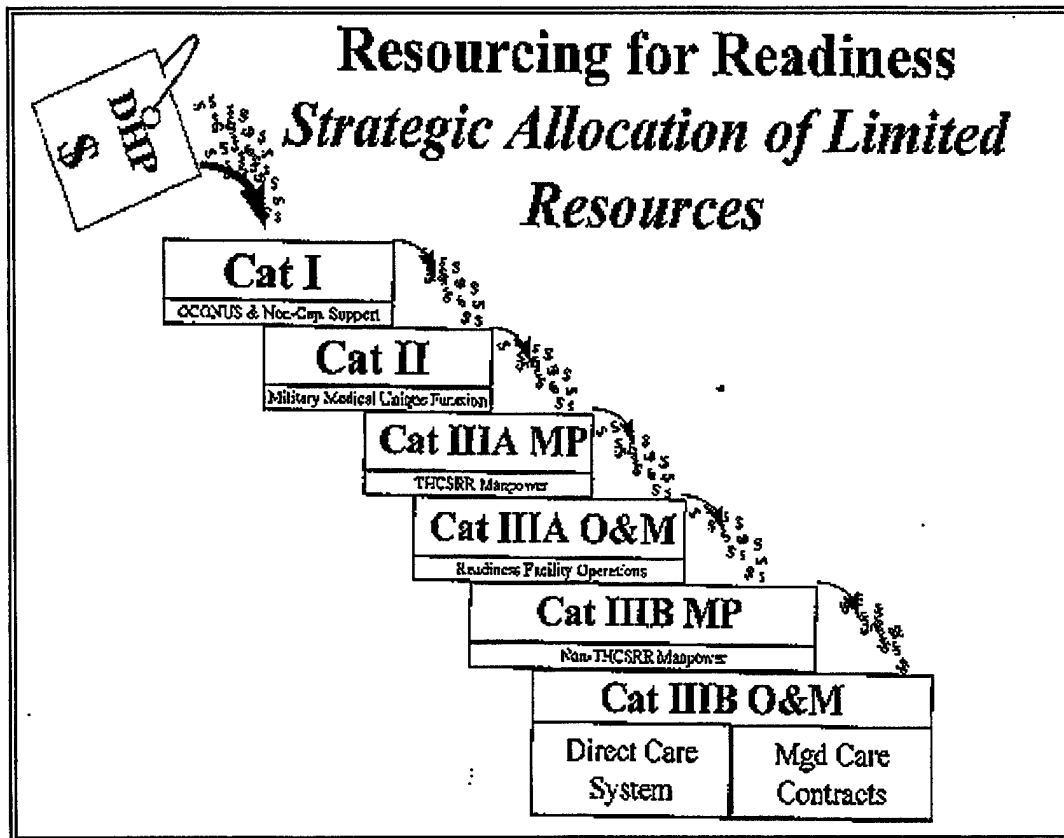 Resourcing for Readiness
Strategic Allocation of Limited
Resources
DHP
$
Cat I
OCONUS & Non-Cap. Support
Cat II
Military Medical Unique Function
Cat IIIA MP
THCSRR Manpower
Cat IIIA O&M
Readiness Facility Operations
Cat IIIB MP
Non-THCSRR Manpower
Cat IIIB O&M
Direct Care
System
Mgd Care
Contracts